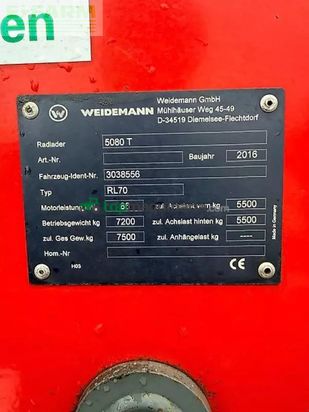 en
WEIDEMANN
Weidemann GmbH
Mühlhäuser Weg 45-49
D-34519 Diemelsee-Flechtdorf
Radlader 5080 T
Art.-Nr. Baujahr 2016
Fahrzeug-Ident-Nr. 3038556
Typ RL70
Motorleistung zul. Achslast vorn kg 5500
Betriebsgewicht kg 7200 zul. Achslast hinten kg 5500
zul. Ges Gew. kg 7500 zul. Anhängelast kg ----
Hom.-Nr
H03
CE
Made in Germany